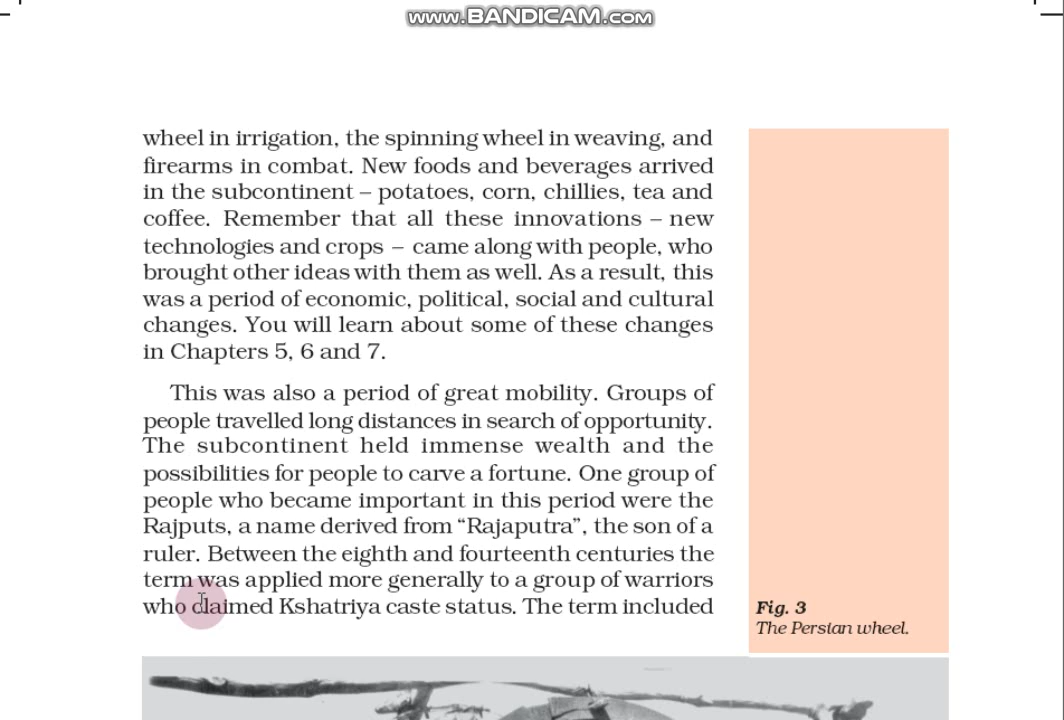 www.BANDICAM.com
wheel in irrigation, the spinning wheel in weaving, and
firearms in combat. New foods and beverages arrived
in the subcontinent – potatoes, corn, chillies, tea and
coffee. Remember that all these innovations – new
technologies and crops – came along with people, who
brought other ideas with them as well. As a result, this
was a period of economic, political, social and cultural
changes. You will learn about some of these changes
in Chapters 5, 6 and 7.
This was also a period of great mobility. Groups of
people travelled long distances in search of opportunity.
The subcontinent held immense wealth and the
possibilities for people to carve a fortune. One group of
people who became important in this period were the
Rajputs, a name derived from “Rajaputra”, the son of a
ruler. Between the eighth and fourteenth centuries the
term was applied more generally to a group of warriors
who claimed Kshatriya caste status. The term included
Fig. 3
The Persian wheel.